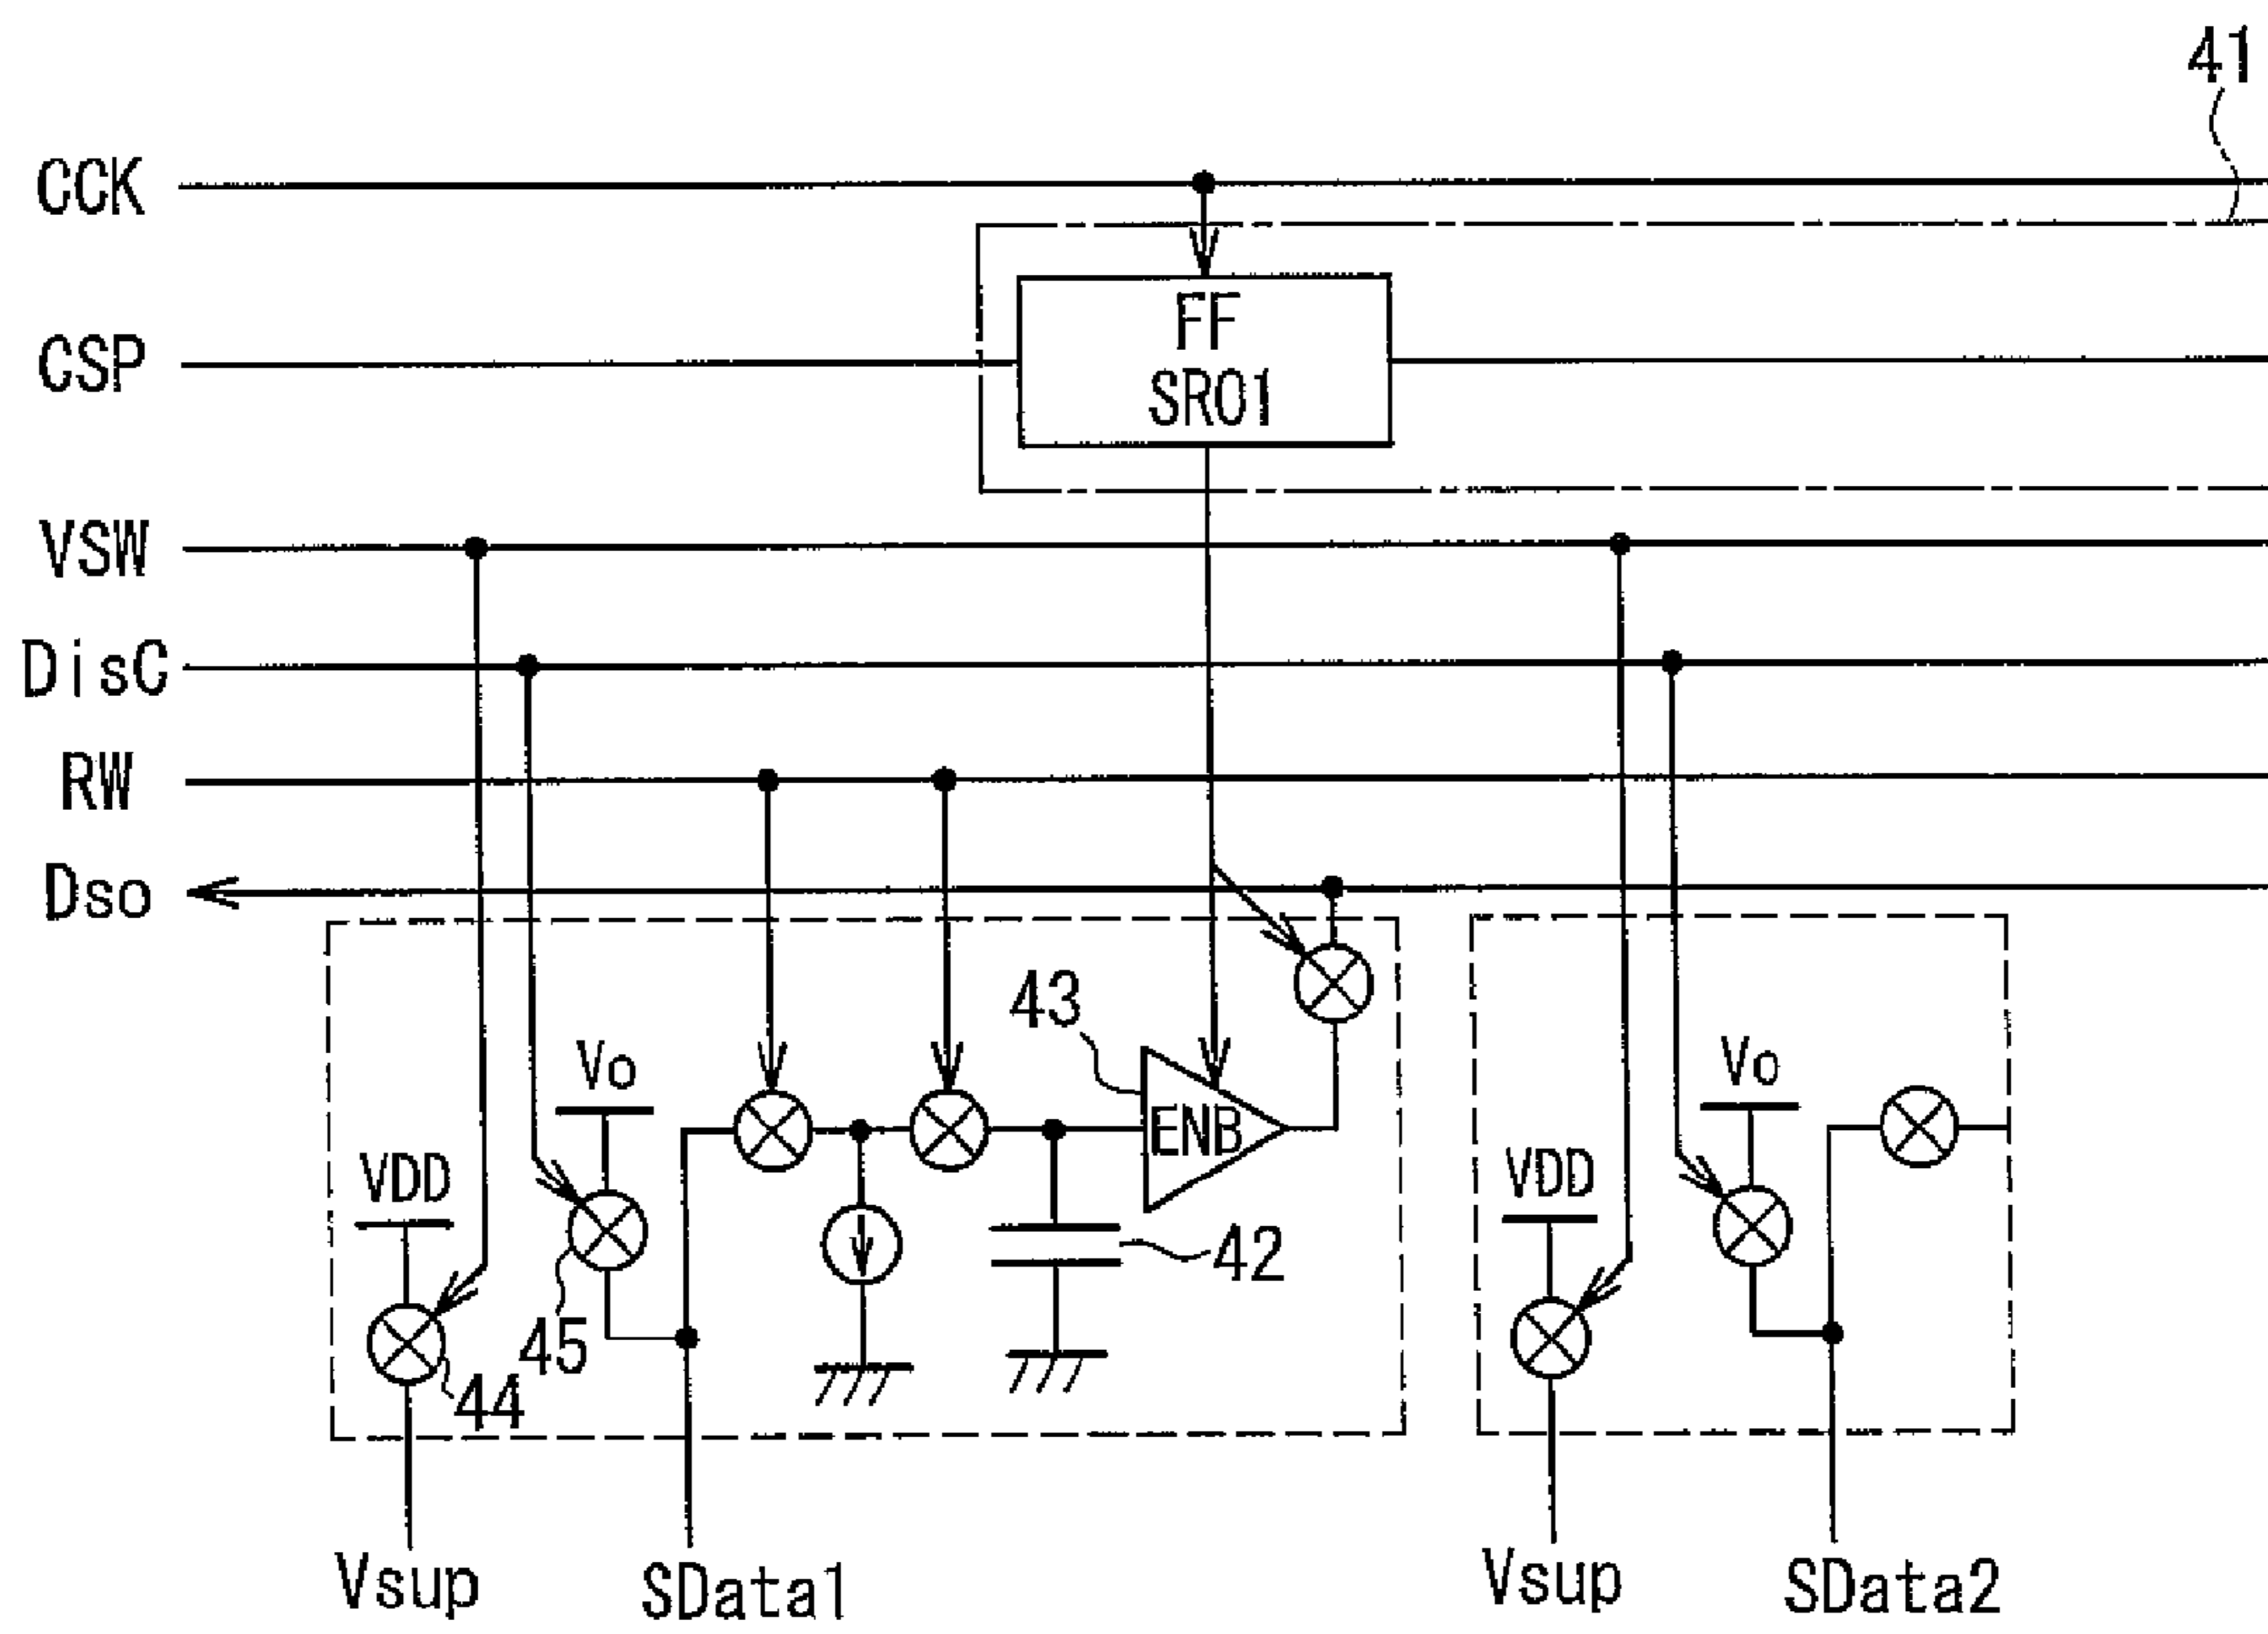 41
CCK
FF
CSP
SR01
VSW
DisC
RW
Dso
43
Vo
Vo
ENB
VDD
VDD
42
45
44
Vsup
SData1
Vsup
SData2